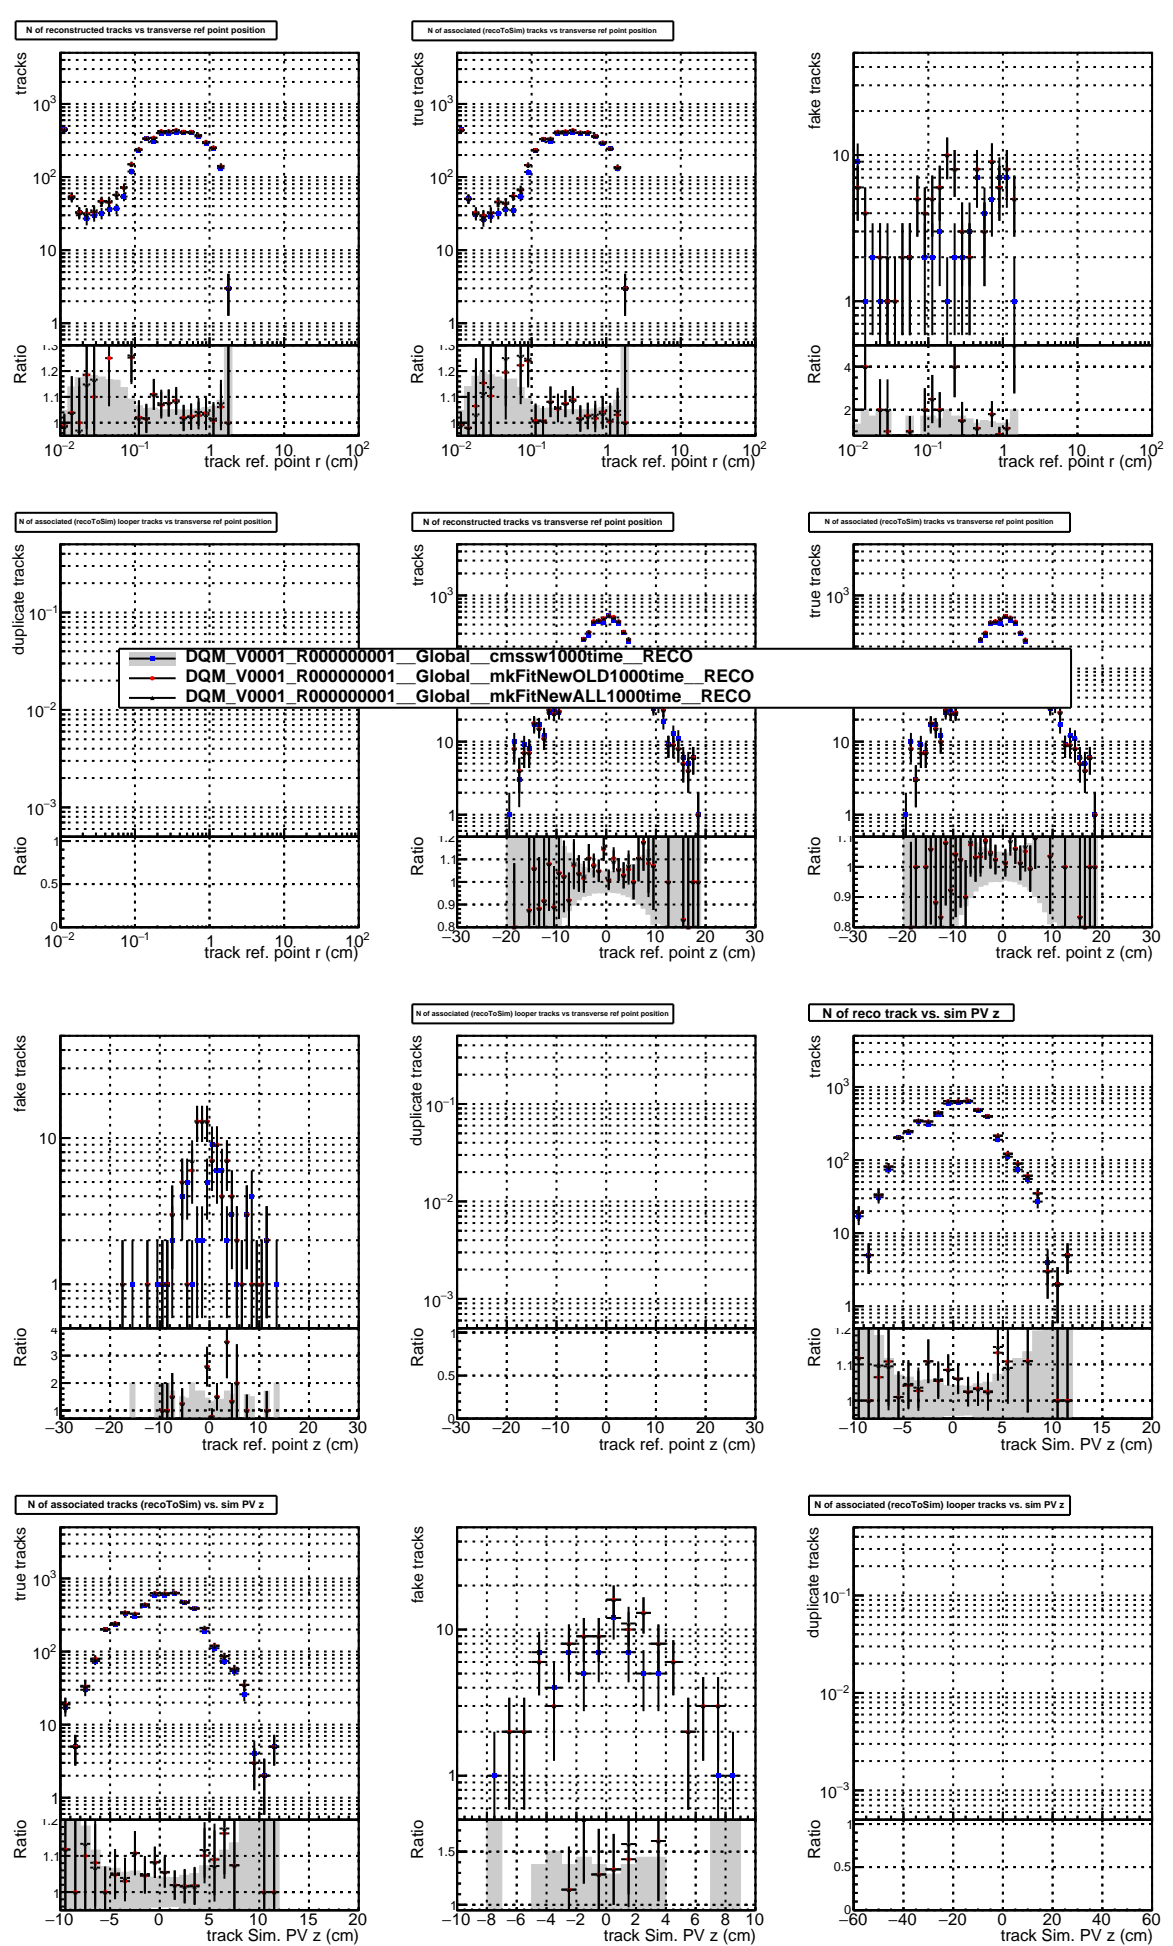 N of reconstructed tracks vs transverse ref point position
tracks
10³
10²
10
1
Ratio
1.3
1.2
1.1
1
10⁻² 10⁻¹ 1 10 10²
track ref. point r (cm)
N of associated (recoToSim) tracks vs transverse ref point position
true tracks
10³
10²
10
1
Ratio
1.3
1.2
1.1
1
10⁻² 10⁻¹ 1 10 10²
track ref. point r (cm)
fake tracks
10
1
Ratio
4
2
10⁻² 10⁻¹ 1 10 10²
track ref. point r (cm)
N of associated (recoToSim) looper tracks vs transverse ref point position
duplicate tracks
10⁻¹
10⁻²
10⁻³
Ratio
1
0.5
0
10⁻² 10⁻¹ 1 10 10²
track ref. point r (cm)
N of reconstructed tracks vs transverse ref point position
tracks
10³
10
1
Ratio
1.2
1.1
1
0.9
0.8
−30 −20 −10 0 10 20 30
track ref. point z (cm)
N of associated (recoToSim) tracks vs transverse ref point position
true tracks
10³
10
1
Ratio
1.1
1
0.9
0.8
−30 −20 −10 0 10 20 30
track ref. point z (cm)
DQM_V0001_R000000001__Global__cmssw1000time__RECO
DQM_V0001_R000000001__Global__mkFitNewOLD1000time__RECO
DQM_V0001_R000000001__Global__mkFitNewALL1000time__RECO
fake tracks
10
1
Ratio
4
3
2
1
−30 −20 −10 0 10 20 30
track ref. point z (cm)
N of associated (recoToSim) looper tracks vs transverse ref point position
duplicate tracks
10⁻¹
10⁻²
10⁻³
Ratio
1
0.5
0
−30 −20 −10 0 10 20 30
track ref. point z (cm)
N of reco track vs. sim PV z
tracks
10³
10²
10
1
Ratio
1.2
1.1
1
−10 −5 0 5 10 15 20
track Sim. PV z (cm)
N of associated tracks (recoToSim) vs. sim PV z
true tracks
10³
10²
10
1
Ratio
1.2
1.1
1
−10 −5 0 5 10 15 20
track Sim. PV z (cm)
fake tracks
10
1
Ratio
1.5
1
−10 −8 −6 −4 −2 0 2 4 6 8 10
track Sim. PV z (cm)
N of associated (recoToSim) looper tracks vs. sim PV z
duplicate tracks
10⁻¹
10⁻²
10⁻³
Ratio
1
0.5
0
−60 −40 −20 0 20 40 60
track Sim. PV z (cm)